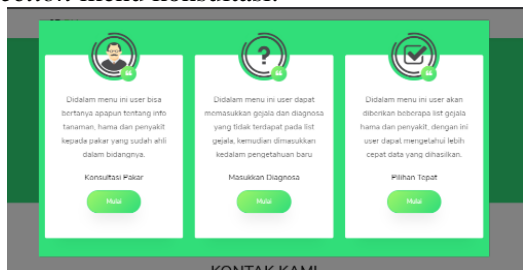 menu konsultasi.
Didalam menu ini user bisa
bertanya apapun tentang info
tanaman, hama dan penyakit
kepada pakar yang sudah ahli
dalam bidangnya.
Konsultasi Pakar
Mulai
Didalam menu ini user dapat
memasukkan gejala dan diagnosa
yang tidak terdapat pada list
gejala, kemudian dimasukkan
kedalam pengetahuan baru
Masukkan Diagnosa
Mulai
Didalam menu ini user akan
diberikan beberapa list gejala
hama dan penyakit, dengan ini
user dapat mengetahui lebih
cepat data yang dihasilkan.
Pilihan Tepat
Mulai
KONTAK KAMI